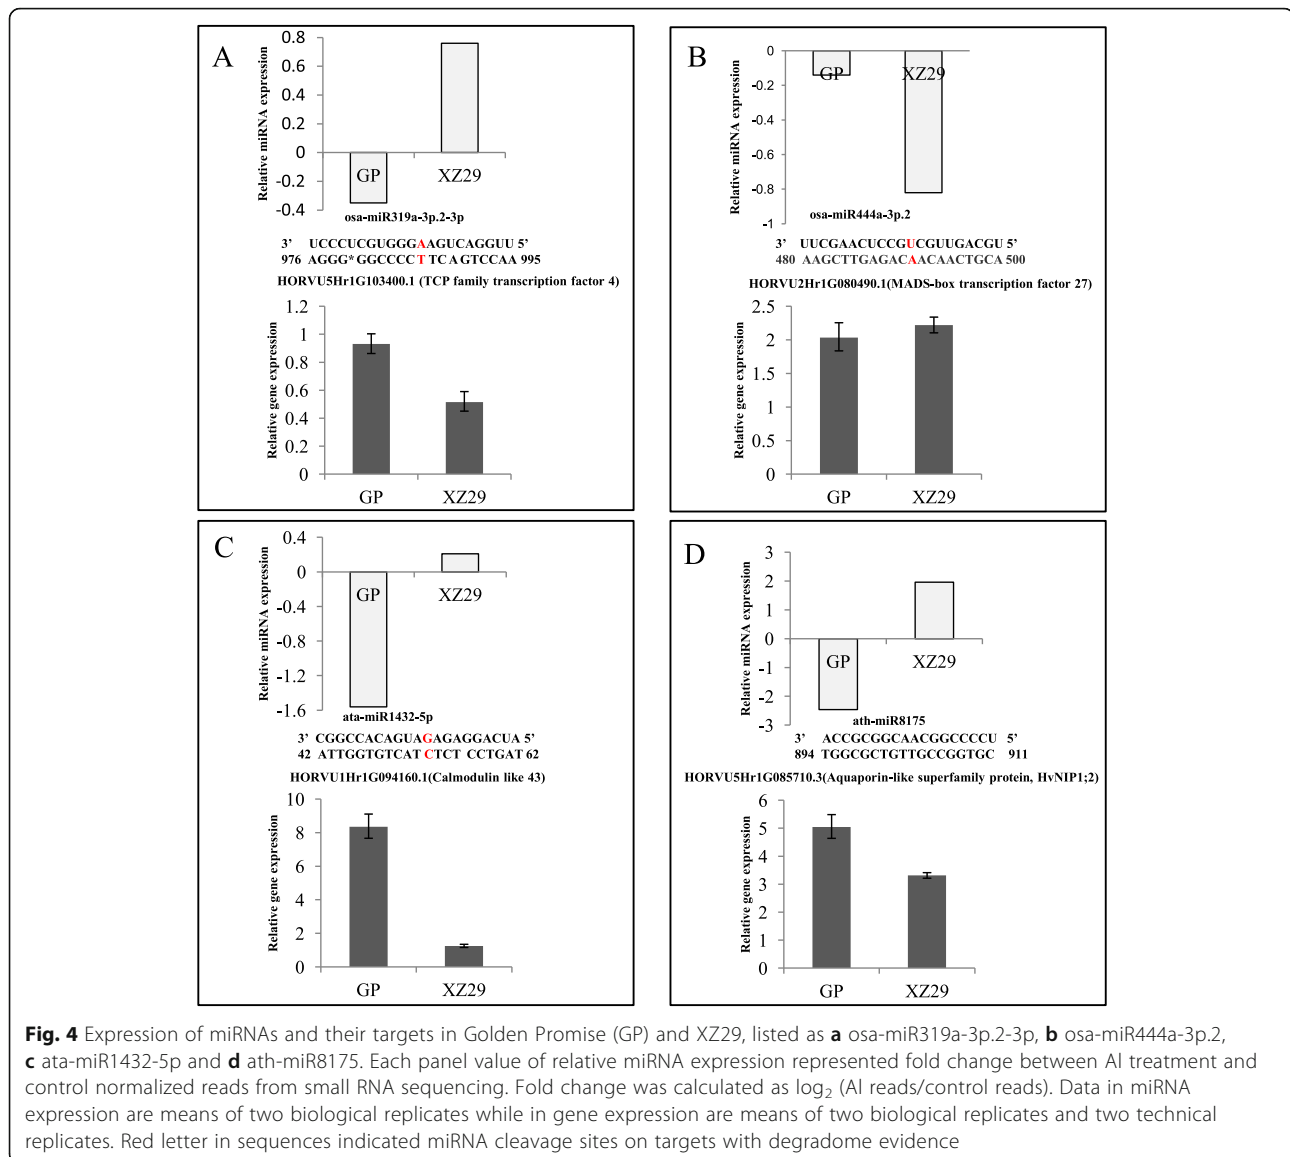 A
0.8
0.6
0.4
0.2
0
-0.2
-0.4
Relative miRNA expression
GP
XZ29
osa-miR319a-3p.2-3p
3’ UCCCUCGUGGGAAGUCAGGUU 5’
976 AGGG*GGCCCC TTC AGTCCAA 995
HORVU5Hr1G103400.1 (TCP family transcription factor 4)
1.2
1
0.8
0.6
0.4
0.2
0
Relative gene expression
GP
XZ29
B
0
-0.2
-0.4
-0.6
-0.8
-1
Relative miRNA expression
GP
XZ29
osa-miR444a-3p.2
3’ UUCGAACUCCGUCGUUGACGU 5’
480 AAGCTTGAGACAACAACTGCA 500
HORVU2Hr1G080490.1(MADS-box transcription factor 27)
2.5
2
1.5
1
0.5
0
Relative gene expression
GP
XZ29
C
0.4
0
-0.4
-0.8
-1.2
-1.6
Relative miRNA expression
GP
XZ29
ata-miR1432-5p
3’ CGGCCACAGUAGAGAGGACUA 5’
42 ATTGGTGTCAT CTCT CCTGAT 62
HORVU1Hr1G094160.1(Calmodulin like 43)
10
8
6
4
2
0
Relative gene expression
GP
XZ29
D
3
2
1
0
-1
-2
-3
Relative miRNA expression
GP
XZ29
ath-miR8175
3’ ACCGCGGCAACGGCCCCU 5’
894 TGGCGCTGTTGCCGGTGC 911
HORVU5Hr1G085710.3(Aquaporin-like superfamily protein, HvNIP1;2)
6
5
4
3
2
1
0
Relative gene expression
GP
XZ29
Fig. 4 Expression of miRNAs and their targets in Golden Promise (GP) and XZ29, listed as a osa-miR319a-3p.2-3p, b osa-miR444a-3p.2,
c ata-miR1432-5p and d ath-miR8175. Each panel value of relative miRNA expression represented fold change between Al treatment and
control normalized reads from small RNA sequencing. Fold change was calculated as log₂ (Al reads/control reads). Data in miRNA
expression are means of two biological replicates while in gene expression are means of two biological replicates and two technical
replicates. Red letter in sequences indicated miRNA cleavage sites on targets with degradome evidence